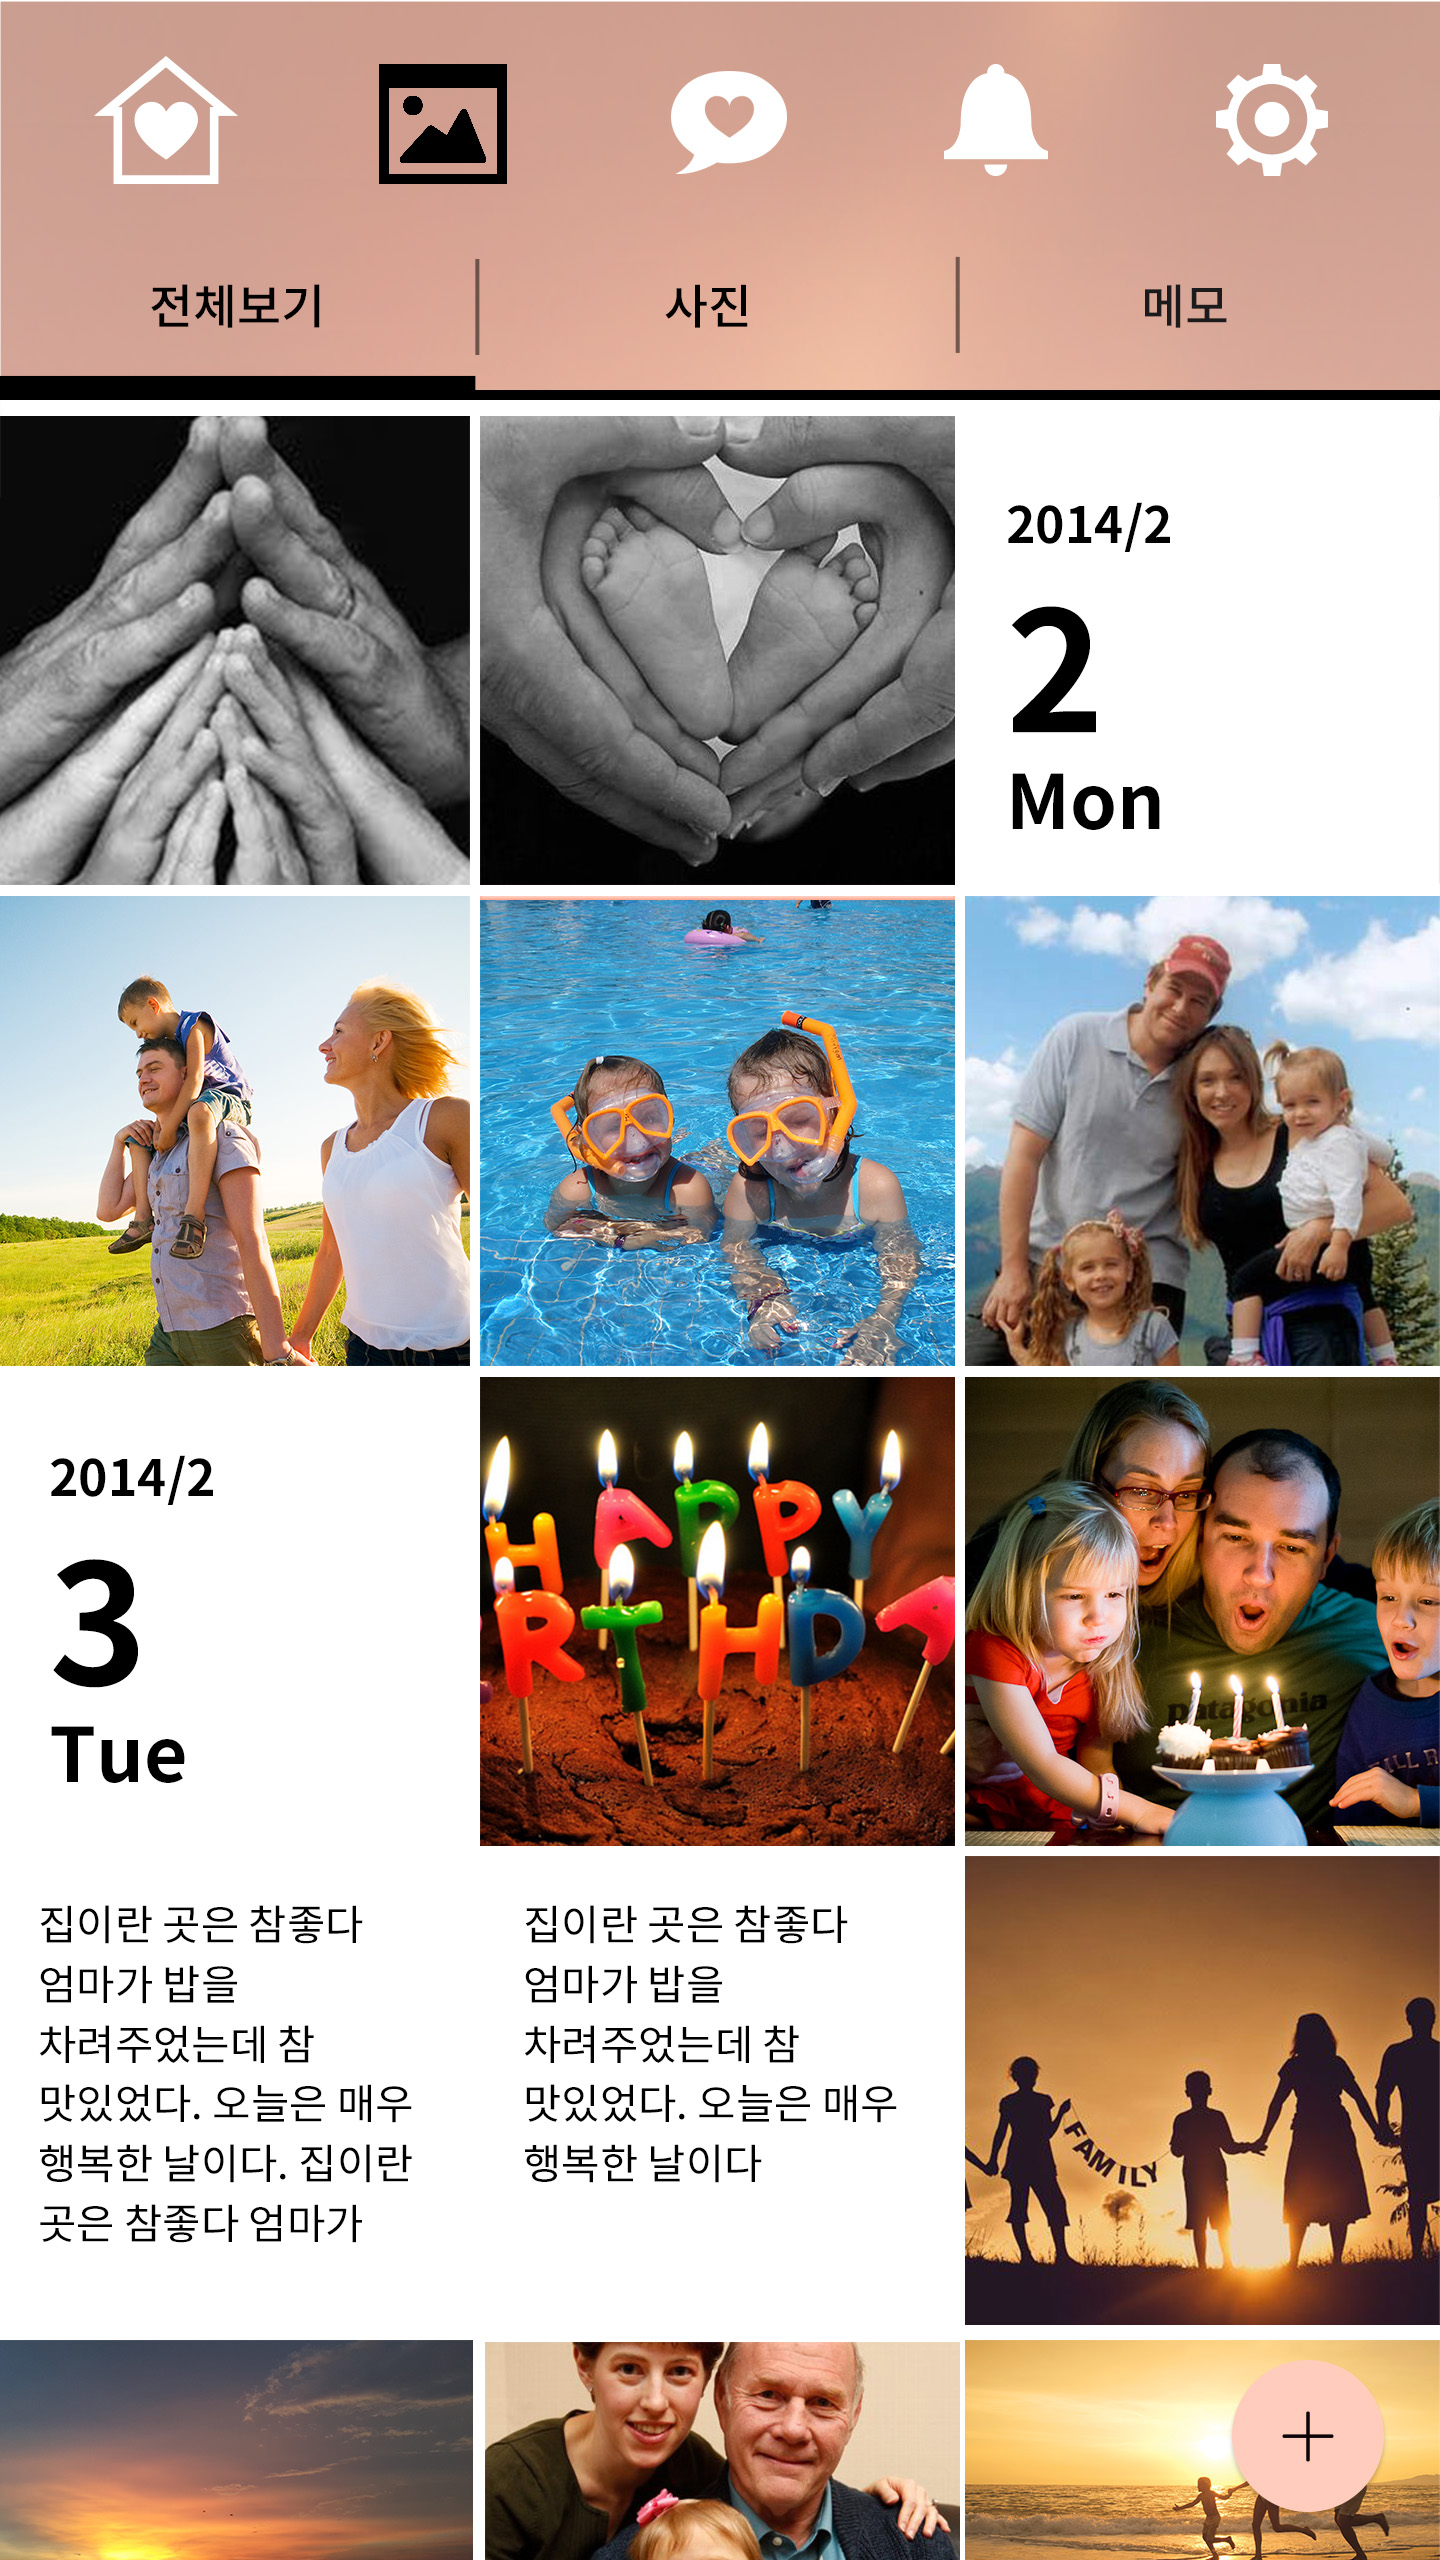 전체보기
사진
메모
2014/2
2
Mon
2014/2
3
Tue
HAPPY
RTHD
Patagonia
집이란 곳은 참좋다
엄마가 밥을
차려주었는데 참
맛있었다. 오늘은 매우
행복한 날이다. 집이란
곳은 참좋다 엄마가
집이란 곳은 참좋다
엄마가 밥을
차려주었는데 참
맛있었다. 오늘은 매우
행복한 날이다
FAMILY